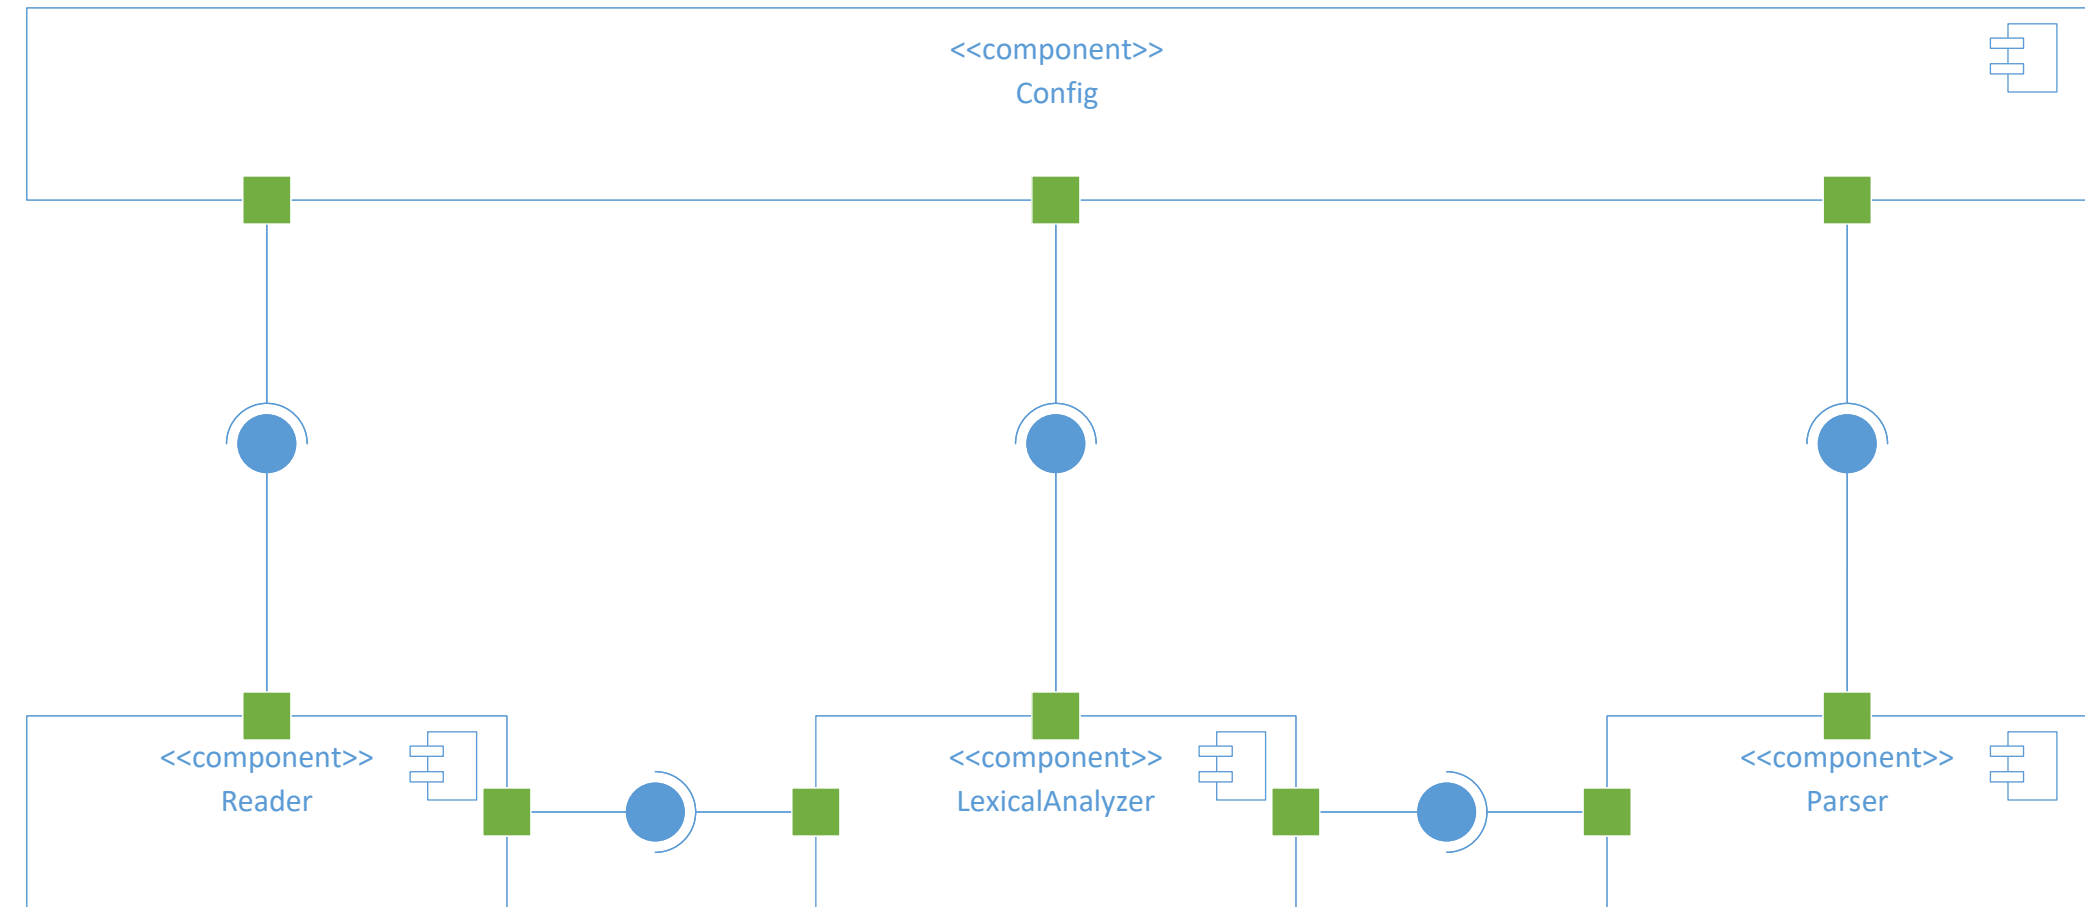 <<component>>
Config
<<component>>
Reader
<<component>>
LexicalAnalyzer
<<component>>
Parser